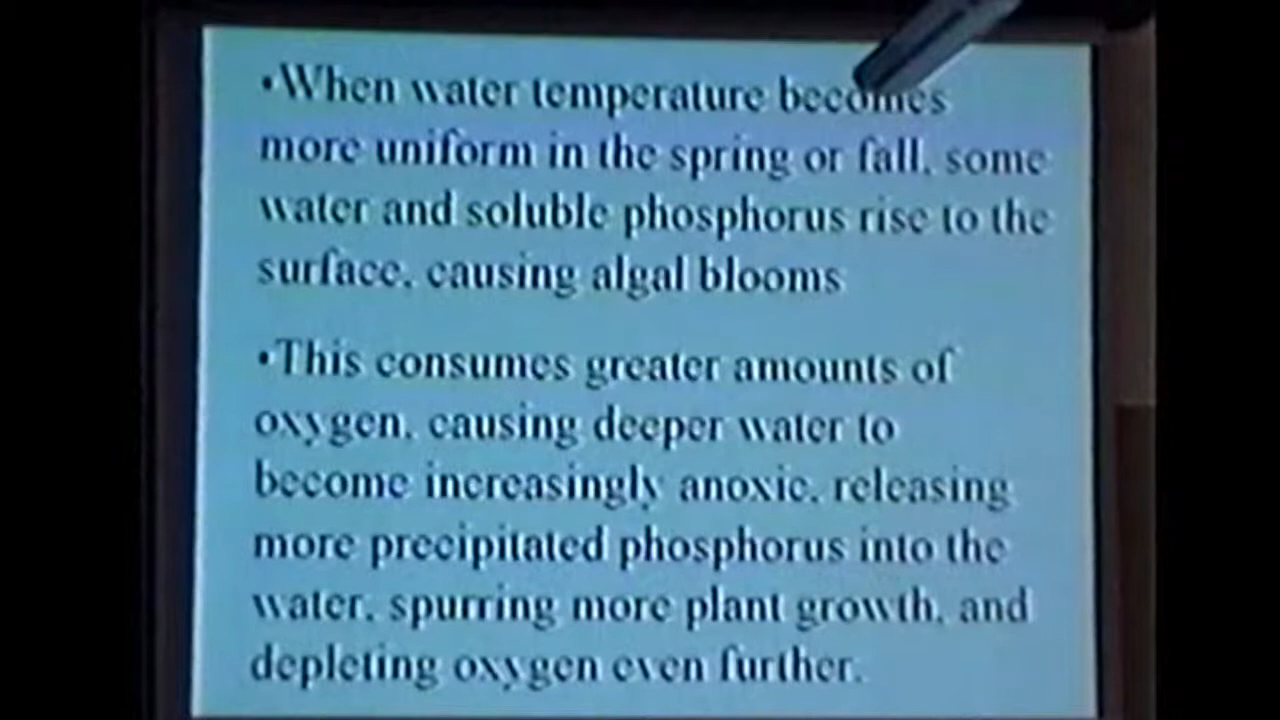 •When water temperature becomes
more uniform in the spring or fall, some
water and soluble phosphorus rise to the
surface, causing algal blooms
•This consumes greater amounts of
oxygen, causing deeper water to
become increasingly anoxic, releasing
more precipitated phosphorus into the
water, spurring more plant growth, and
depleting oxygen even further.